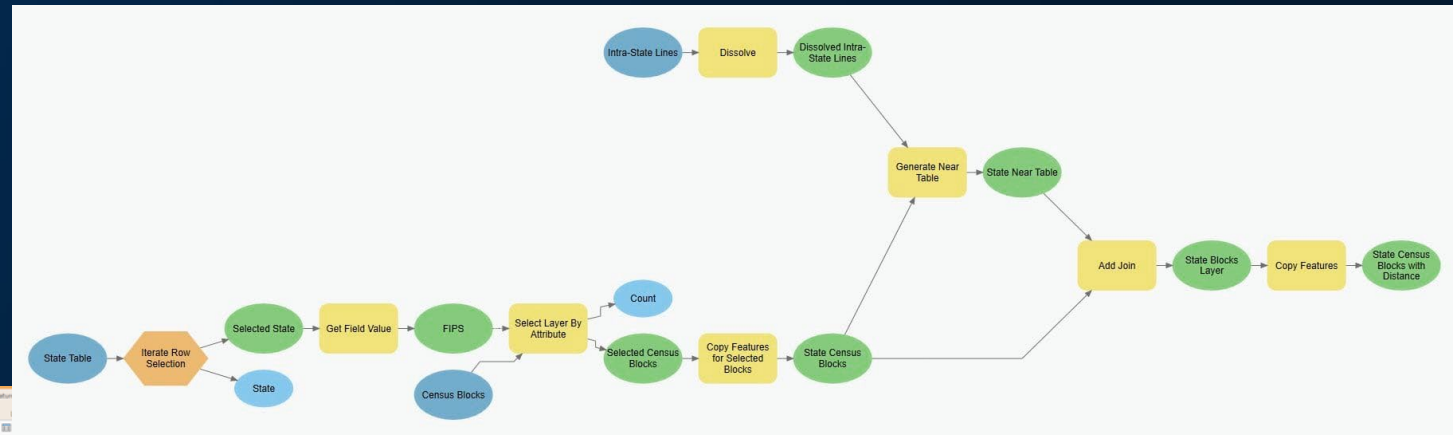 Intra-State Lines
Dissolve
Dissolved Intra-
State Lines
Generate Near
Table
State Near Table
Add Join
State Blocks
Layer
Copy Features
State Census
Blocks with
Distance
State Table
Iterate Row
Selection
Selected State
State
Get Field Value
FIPS
Census Blocks
Select Layer By
Attribute
Count
Selected Census
Blocks
Copy Features
for Selected
Blocks
State Census
Blocks